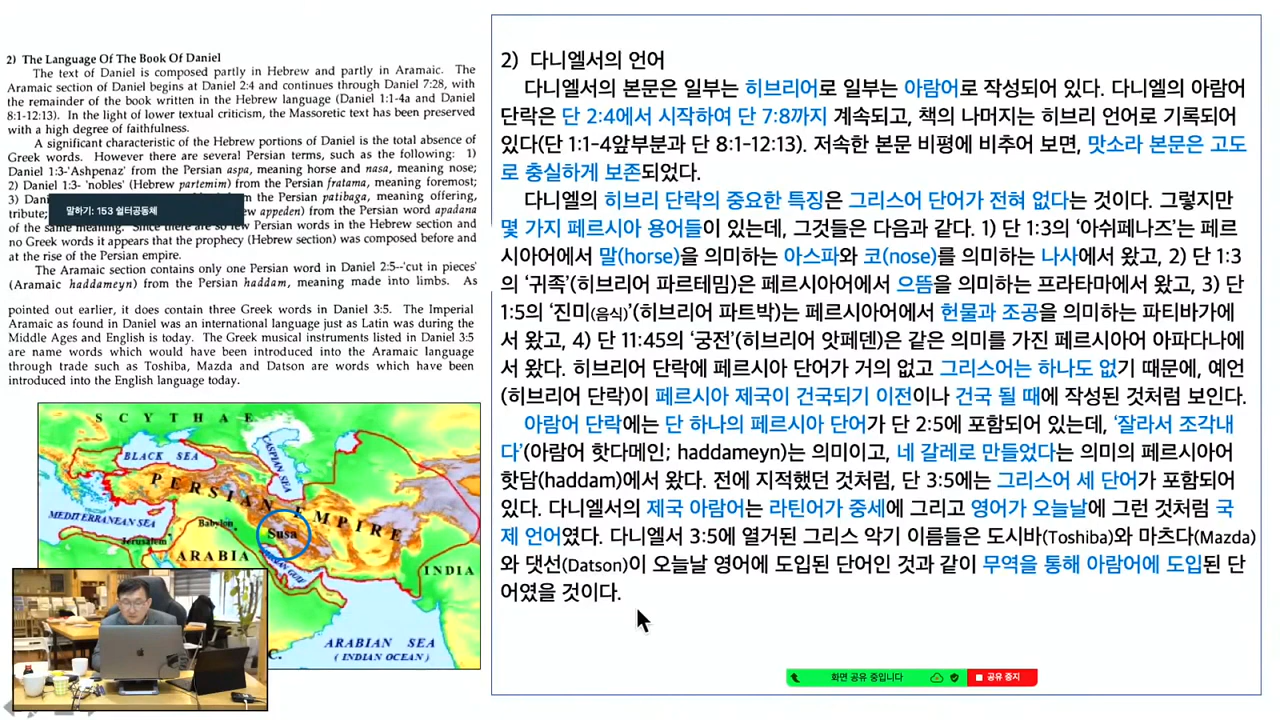 2) The Language Of The Book Of Daniel
The text of Daniel is composed partly in Hebrew and partly in Aramaic. The
Aramaic section of Daniel begins at Daniel 2:4 and continues through Daniel 7:28, with
the remainder of the book written in the Hebrew language (Daniel 1:1-4a and Daniel
8:1-12:13). In the light of lower textual criticism, the Massoretic text has been preserved
with a high degree of faithfulness.
A significant characteristic of the Hebrew portions of Daniel is the total absence of
Greek words. However there are several Persian terms, such as the following: 1)
Daniel 1:3-'Ashpenaz' from the Persian aspa, meaning horse and nasa, meaning nose;
2) Daniel 1:3- 'nobles' (Hebrew partemim) from the Persian fratama, meaning foremost;
3) Dani the Persian patibaga, meaning offering,
tribute; appeden) from the Persian word apadana
of the same meaning. Since there are so few Persian words in the Hebrew section and
no Greek words it appears that the prophecy (Hebrew section) was composed before and
at the rise of the Persian empire.
The Aramaic section contains only one Persian word in Daniel 2:5--'cut in pieces'
(Aramaic haddameyn) from the Persian haddam, meaning made into limbs. As
pointed out earlier, it does contain three Greek words in Daniel 3:5. The Imperial
Aramaic as found in Daniel was an international language just as Latin was during the
Middle Ages and English is today. The Greek musical instruments listed in Daniel 3:5
are name words which would have been introduced into the Aramaic language
through trade such as Toshiba, Mazda and Datson are words which have been
introduced into the English language today.
말하기: 153 쉴터공동체
SCYTHAE
BLACK SEA
CASPIAN SEA
PERSIAN EMPIRE
MEDITERRANEAN SEA
Babylon
Susa
Jerusalem
ARABIA
INDIA
ARABIAN SEA
(INDIAN OCEAN)
2) 다니엘서의 언어
다니엘서의 본문은 일부는 히브리어로 일부는 아람어로 작성되어 있다. 다니엘의 아람어
단락은 단 2:4에서 시작하여 단 7:8까지 계속되고, 책의 나머지는 히브리 언어로 기록되어
있다(단 1:1-4앞부분과 단 8:1-12:13). 저속한 본문 비평에 비추어 보면, 맛소라 본문은 고도
로 충실하게 보존되었다.
다니엘의 히브리 단락의 중요한 특징은 그리스어 단어가 전혀 없다는 것이다. 그렇지만
몇 가지 페르시아 용어들이 있는데, 그것들은 다음과 같다. 1) 단 1:3의 ‘아쉬페나즈’는 페르
시아어에서 말(horse)을 의미하는 아스파와 코(nose)를 의미하는 나사에서 왔고, 2) 단 1:3
의 ‘귀족’(히브리어 파르테밈)은 페르시아어에서 으뜸을 의미하는 프라타마에서 왔고, 3) 단
1:5의 ‘진미(음식)’(히브리어 파트박)는 페르시아어에서 헌물과 조공을 의미하는 파티바가에
서 왔고, 4) 단 11:45의 ‘궁전’(히브리어 앗페덴)은 같은 의미를 가진 페르시아어 아파다나에
서 왔다. 히브리어 단락에 페르시아 단어가 거의 없고 그리스어는 하나도 없기 때문에, 예언
(히브리어 단락)이 페르시아 제국이 건국되기 이전이나 건국 될 때에 작성된 것처럼 보인다.
아람어 단락에는 단 하나의 페르시아 단어가 단 2:5에 포함되어 있는데, ‘잘라서 조각내
다’(아람어 핫다메인; haddameyn)는 의미이고, 네 갈레로 만들었다는 의미의 페르시아어
핫담(haddam)에서 왔다. 전에 지적했던 것처럼, 단 3:5에는 그리스어 세 단어가 포함되어
있다. 다니엘서의 제국 아람어는 라틴어가 중세에 그리고 영어가 오늘날에 그런 것처럼 국
제 언어였다. 다니엘서 3:5에 열거된 그리스 악기 이름들은 도시바(Toshiba)와 마츠다(Mazda)
와 댓선(Datson)이 오늘날 영어에 도입된 단어인 것과 같이 무역을 통해 아람어에 도입된 단
어였을 것이다.
화면 공유 중입니다
공유 중지